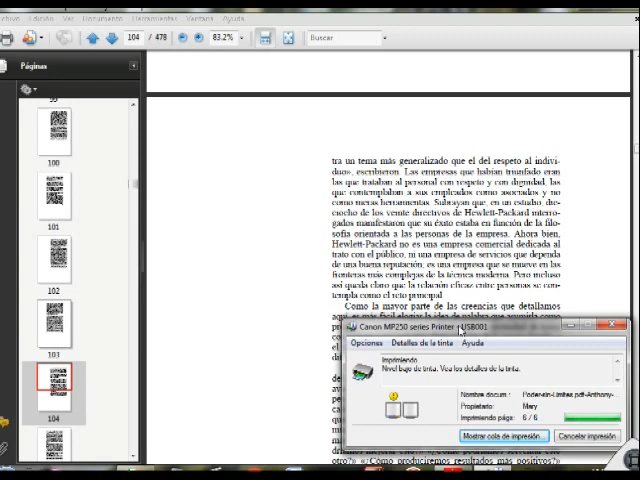 Archivo Edición Ver Documento Herramientas Ventana Ayuda
104 / 478 83.2% Buscar
Páginas
99
100
101
102
103
104
tra un tema más generalizado que el del respeto al indivi-
duo», escribieron. Las empresas que habían triunfado eran
las que trataban al personal con respeto y con dignidad, las
que contemplaban a sus empleados como asociados y no
como meras herramientas. Subrayan que, en un estudio, die-
ciocho de los veinte directivos de Hewlett-Packard interro-
gados manifestaron que su éxito estaba en función de la filo-
sofía orientada a las personas de la empresa. Ahora bien,
Hewlett-Packard no es una empresa comercial dedicada al
trato con el público, ni una empresa de servicios que dependa
de una buena reputación; es una empresa que se mueve en las
fronteras más complejas de la técnica moderna. Pero incluso
así queda claro que la relación eficaz entre personas se con-
templa como el reto principal.
Como la mayor parte de las creencias que detallamos
aquí, es más fácil elogiar la idea de palabra que asumida como
Canon MP250 series Printer - USB001
Opciones Detalles de la tinta Ayuda
Imprimiendo
Nivel bajo de tinta. Vea los detalles de la tinta.
Nombre docum.: Poder-sin-Limites.pdf-Anthony-
Propietario: Mary
Imprimiendo pág.: 6 / 6
Mostrar cola de impresión... Cancelar impresión
otro?» «¿Cómo produciremos resultados más positivos?»